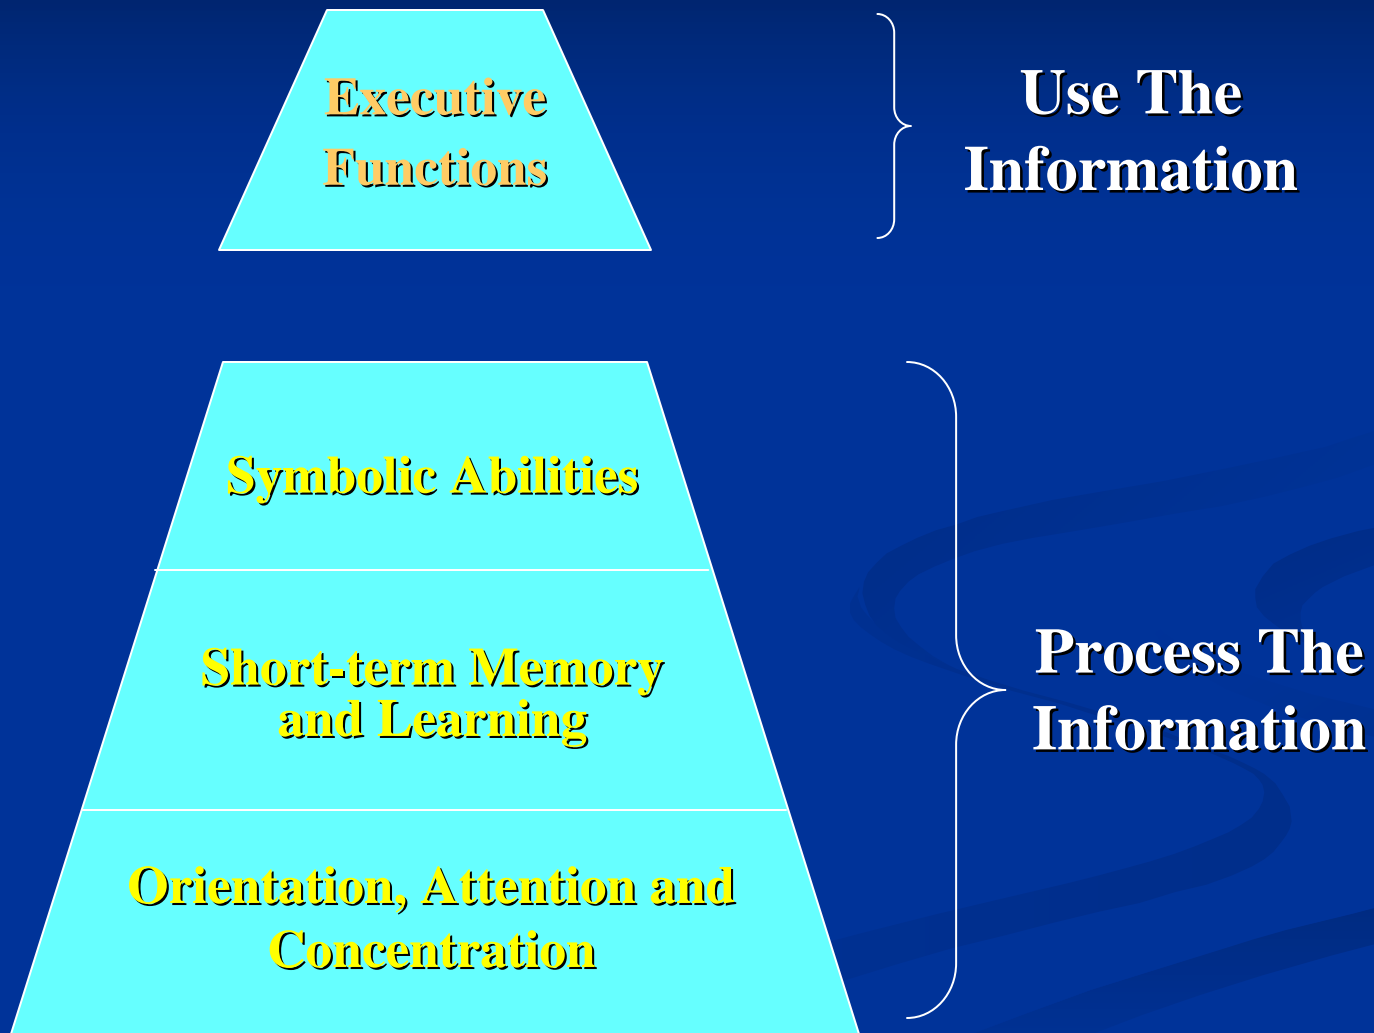 Executive
Functions
Use The
Information
Symbolic Abilities
Short-term Memory
and Learning
Process The
Information
Orientation, Attention and
Concentration